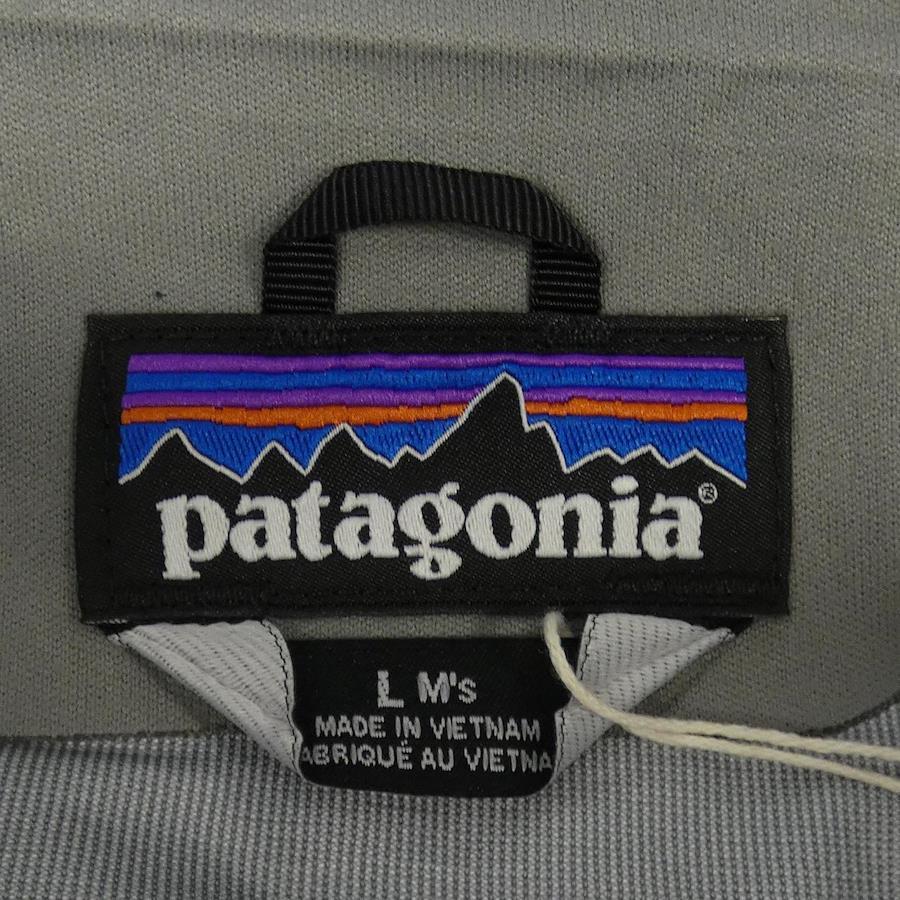 patagonia®
L M's
MADE IN VIETNAM
ABRIQUÉ AU VIETNA